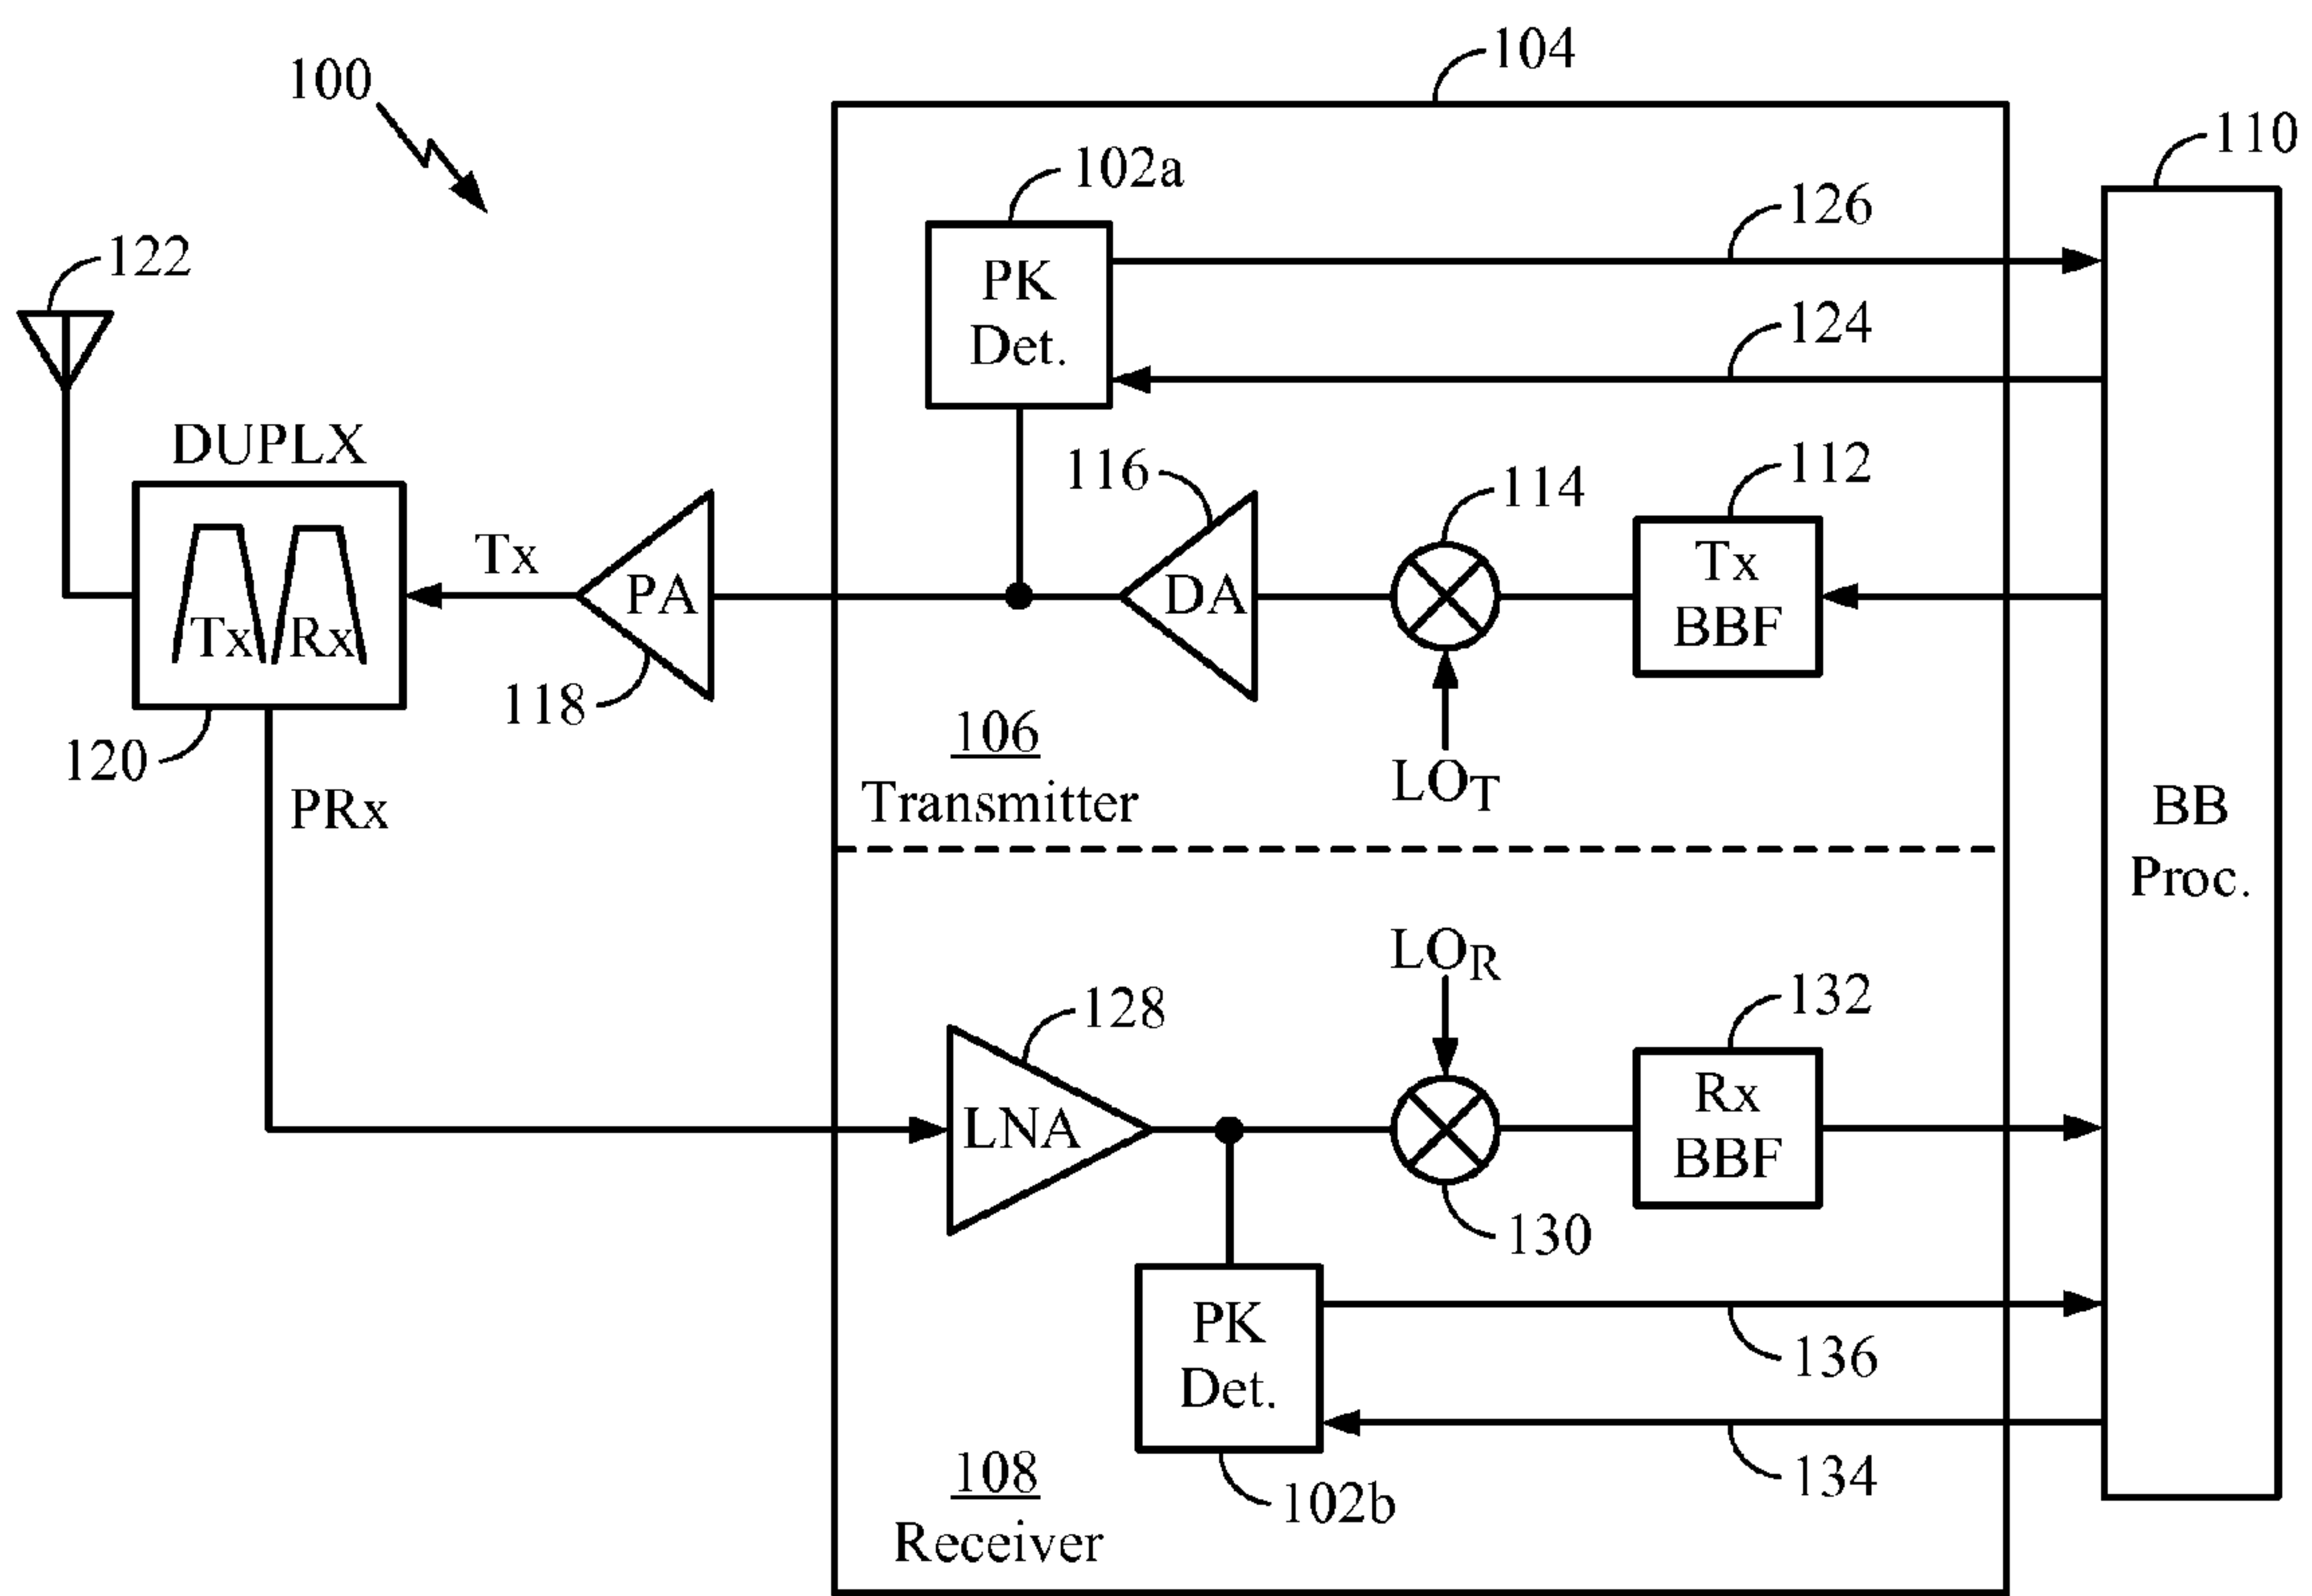 100
104
110
102a
126
PK
Det.
124
122
DUPLX
116
114
112
Tx
BBF
Tx
PA
DA
Tx
Rx
118
120
106
Transmitter
LOT
PRx
BB
Proc.
LOR
128
132
LNA
Rx
BBF
130
PK
Det.
136
134
108
Receiver
102b